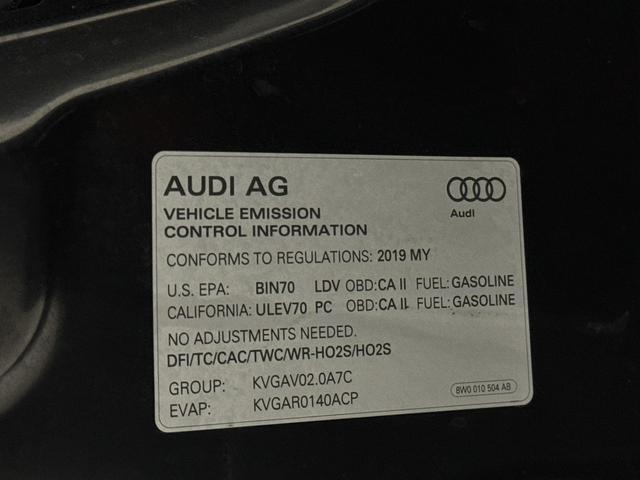 AUDI AG
Audi
VEHICLE EMISSION
CONTROL INFORMATION
CONFORMS TO REGULATIONS: 2019 MY
U.S. EPA: BIN70 LDV OBD:CA II FUEL: GASOLINE
CALIFORNIA: ULEV70 PC OBD:CA II FUEL: GASOLINE
NO ADJUSTMENTS NEEDED.
DFI/TC/CAC/TWC/WR-HO2S/HO2S
GROUP: KVGAV02.0A7C
EVAP: KVGAR0140ACP
8W0 010 504 AB